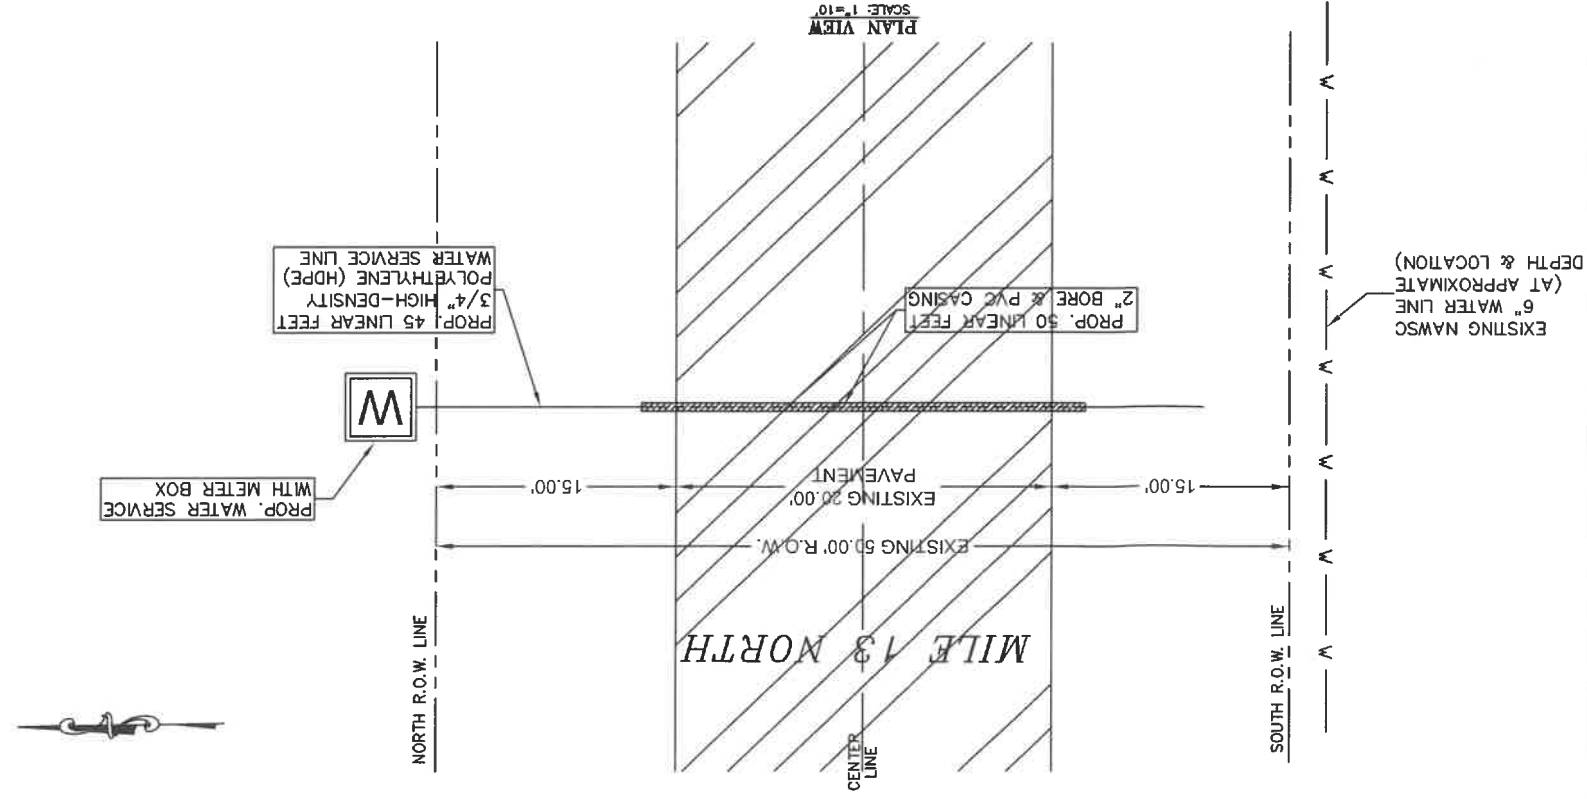 MILE 13 NORTH
EXISTING 50.00' R.O.W.
EXISTING 20.00'
PAVEMENT
15.00'
15.00'
SOUTH R.O.W. LINE
CENTER
LINE
NORTH R.O.W. LINE
PROP. WATER SERVICE
WITH METER BOX
W
PROP. 45 LINEAR FEET
3/4" HIGH-DENSITY
POLYETHYLENE (HDPE)
WATER SERVICE LINE
PROP. 50 LINEAR FEET
2" BORE & PVC CASING
EXISTING NAWSC
6" WATER LINE
(AT APPROXIMATE
DEPTH & LOCATION)
W
W
W
W
W
W
W
PLAN VIEW
SCALE: 1"=10'